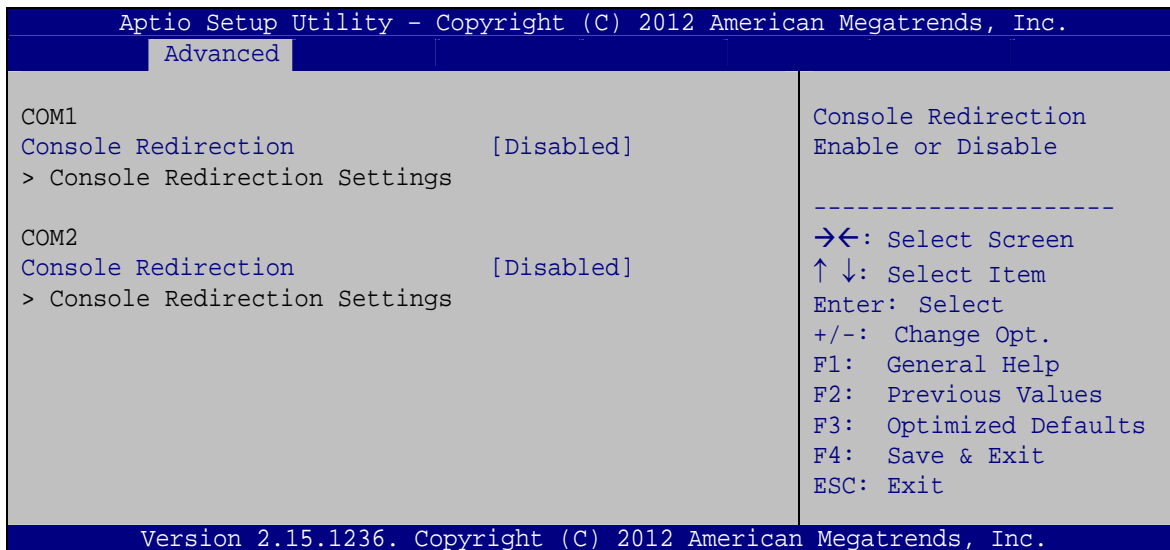 Aptio Setup Utility – Copyright (C) 2012 American Megatrends, Inc.
Advanced
COM1
Console Redirection [Disabled]
> Console Redirection Settings
COM2
Console Redirection [Disabled]
> Console Redirection Settings
Console Redirection
Enable or Disable
---------------------
→←: Select Screen
↑ ↓: Select Item
Enter: Select
+/-: Change Opt.
F1: General Help
F2: Previous Values
F3: Optimized Defaults
F4: Save & Exit
ESC: Exit
Version 2.15.1236. Copyright (C) 2012 American Megatrends, Inc.